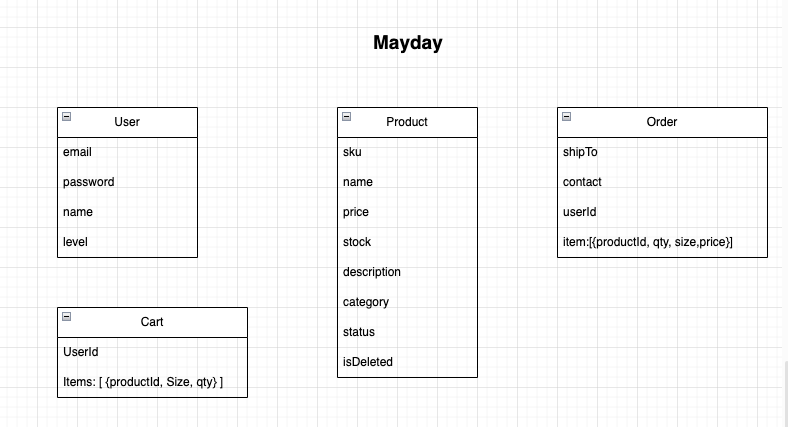 Mayday
User
email
password
name
level
Product
sku
name
price
stock
description
category
status
isDeleted
Order
shipTo
contact
userId
item:[{productId, qty, size,price}]
Cart
UserId
Items: [ {productId, Size, qty} ]